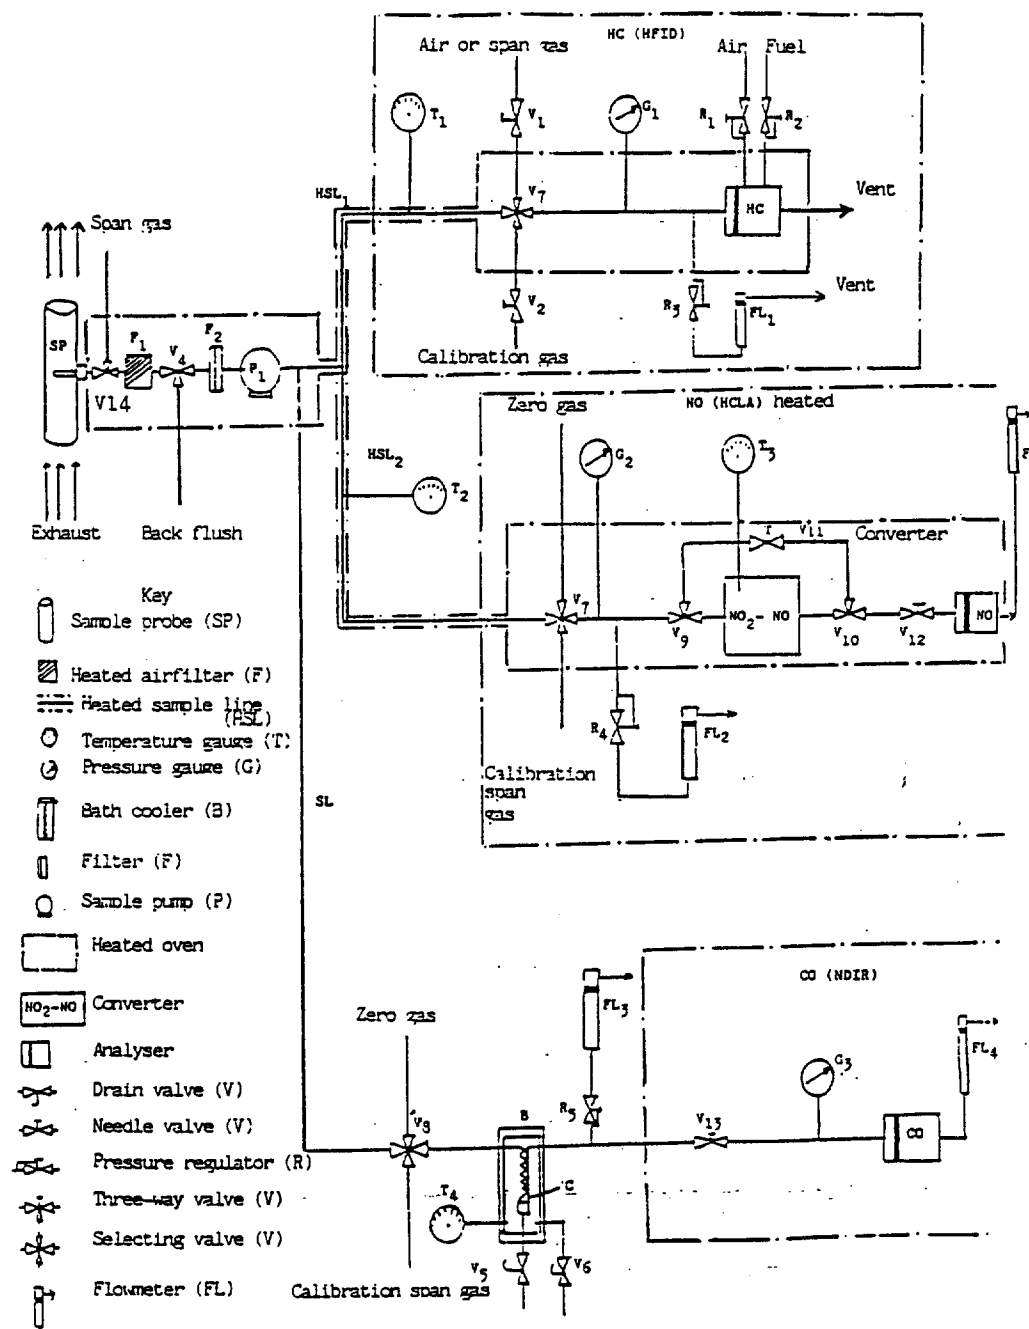 HC (HFID)
Air or span gas
Air Fuel
T1
V1
G1
R1
R2
HSL1
V7
HC
Vent
Span gas
SP
F1
V4
F2
P1
V14
V2
R3
FL1
Vent
Calibration gas
Zero gas
NO (HCLA) heated
G2
T3
HSL2
T2
Exhaust
Back flush
T
V11
Converter
V7
V9
NO2- NO
V10
V12
NO
R4
FL2
Calibration
span
gas
SL
Key
Sample probe (SP)
Heated airfilter (F)
Heated sample line
(HSL)
Temperature gauge (T)
Pressure gauge (G)
Bath cooler (B)
Filter (F)
Sample pump (P)
Heated oven
NO2-NO Converter
Analyser
Drain valve (V)
Needle valve (V)
Pressure regulator (R)
Three-way valve (V)
Selecting valve (V)
Flowmeter (FL)
CO (NDIR)
FL3
Zero gas
FL4
G3
R5
V8
B
V13
CO
C
T4
V5
V6
Calibration span gas